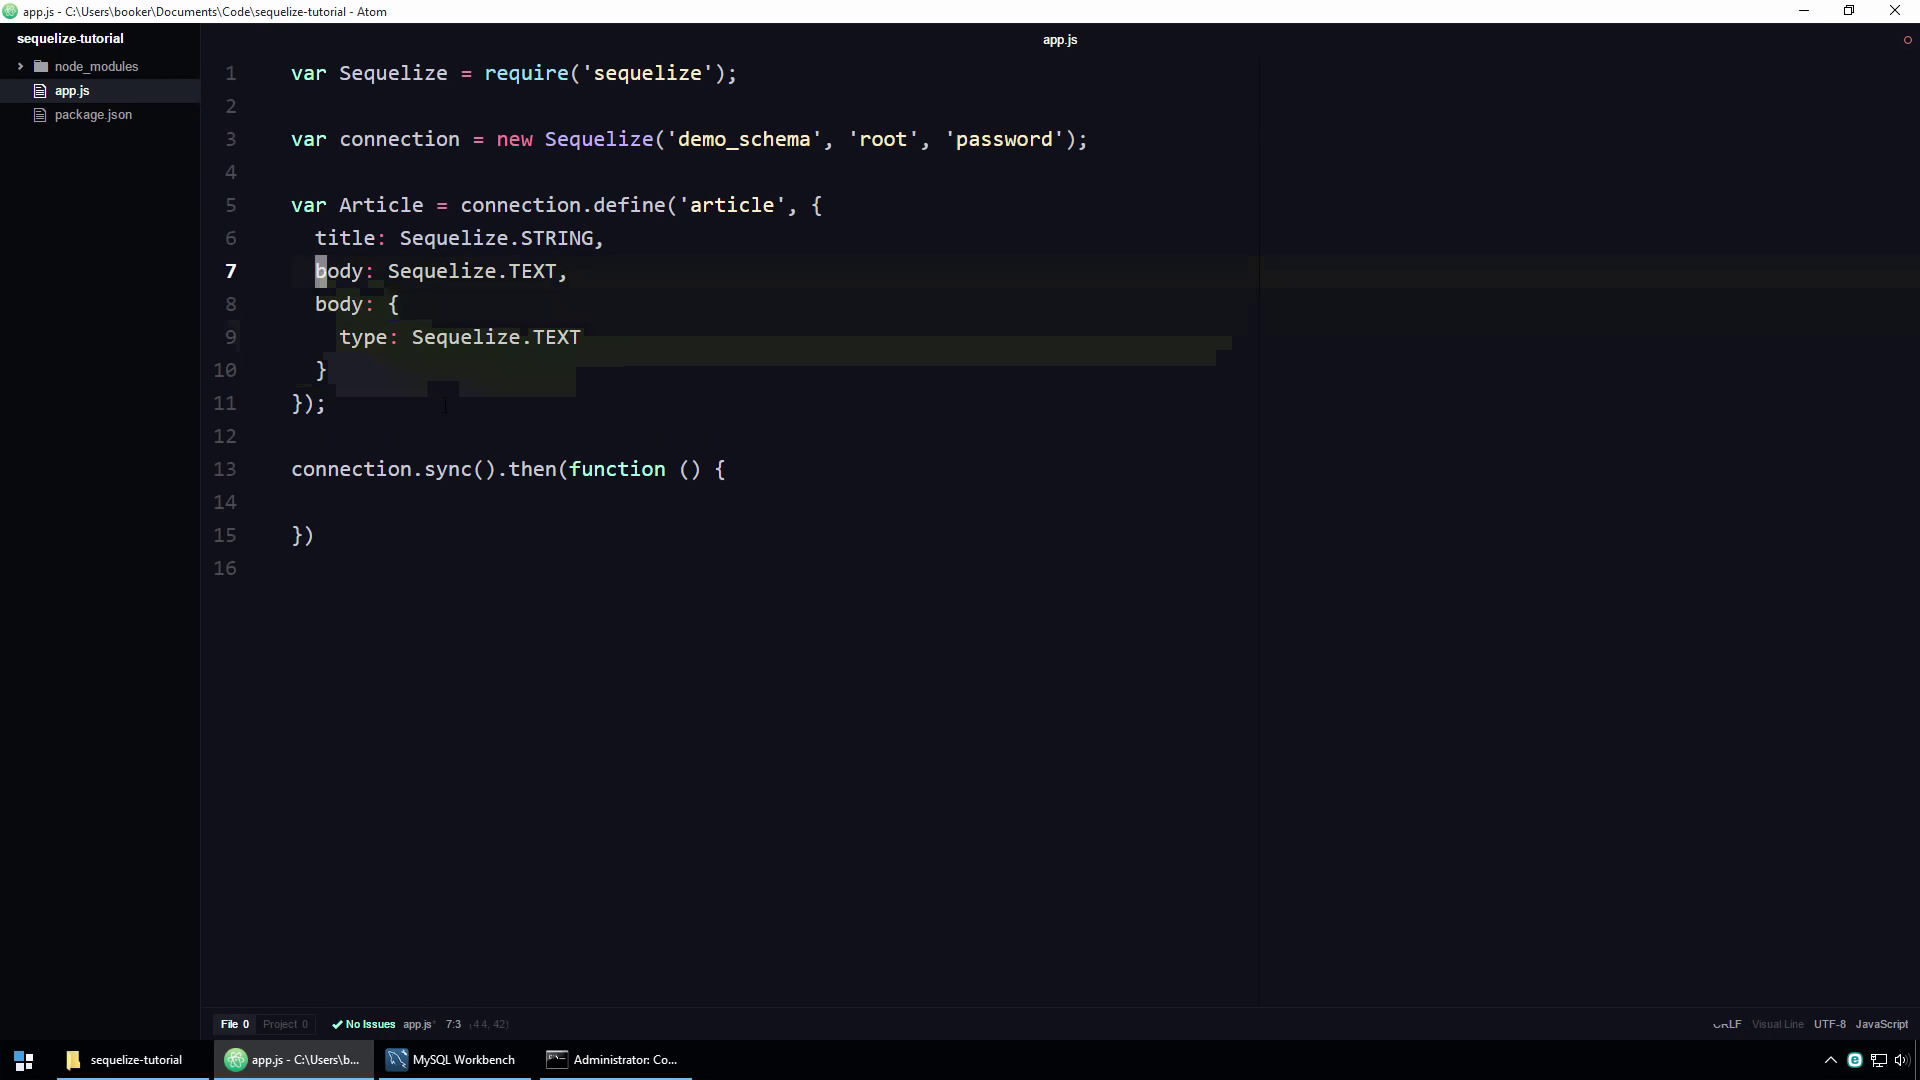 app.js - C:\Users\booker\Documents\Code\sequelize-tutorial - Atom
sequelize-tutorial
node_modules
app.js
package.json
app.js
1 var Sequelize = require('sequelize');
2
3 var connection = new Sequelize('demo_schema', 'root', 'password');
4
5 var Article = connection.define('article', {
6 title: Sequelize.STRING,
7 body: Sequelize.TEXT,
8 body: {
9 type: Sequelize.TEXT
10 }
11 });
12
13 connection.sync().then(function () {
14
15 })
16
File 0 Project 0 No Issues app.js* 7:3 (44, 42) CRLF Visual Line UTF-8 JavaScript
sequelize-tutorial app.js - C:\Users\b... MySQL Workbench Administrator: Co...